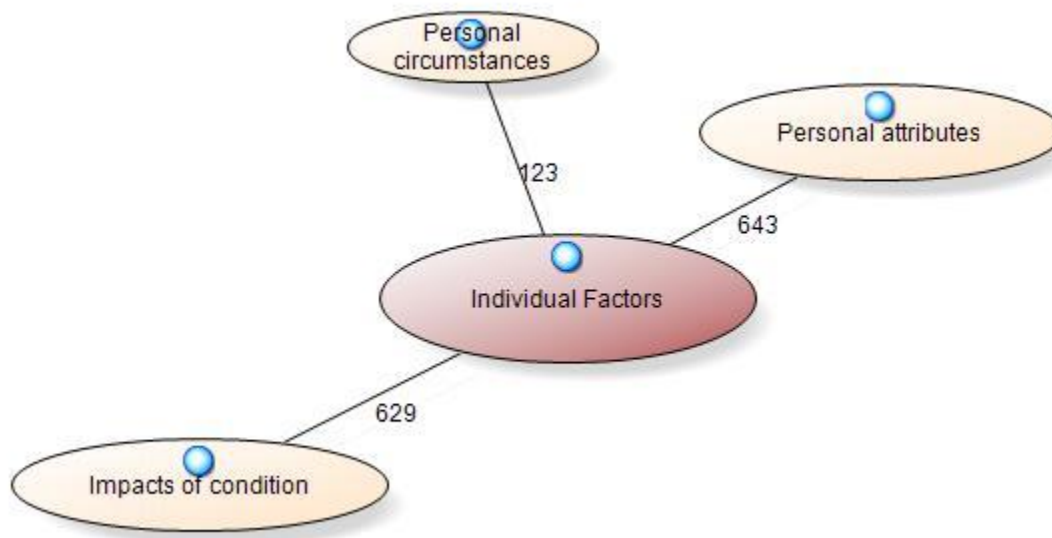 Personal
circumstances
Personal attributes
123
643
Individual Factors
629
Impacts of condition